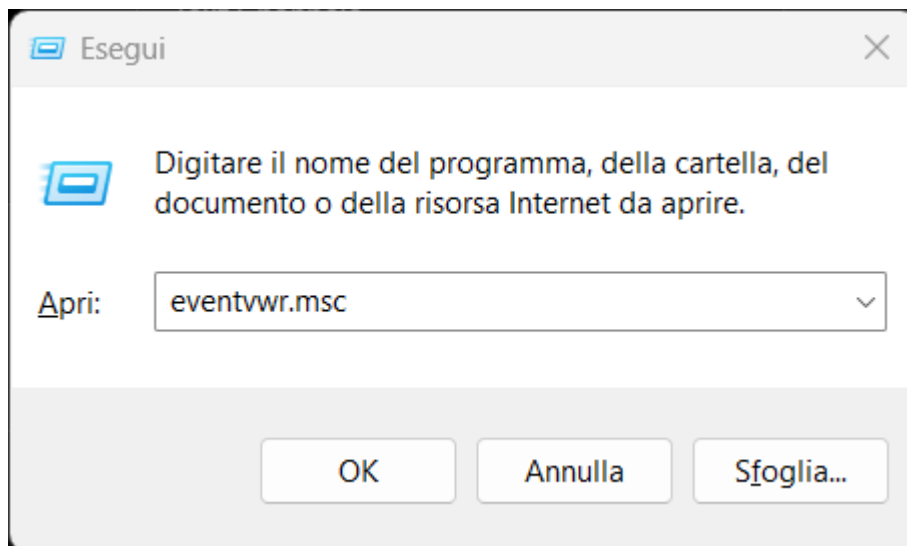 Esegui
Digitare il nome del programma, della cartella, del
documento o della risorsa Internet da aprire.
Apri: eventvwr.msc
OK Annulla Sfoglia...